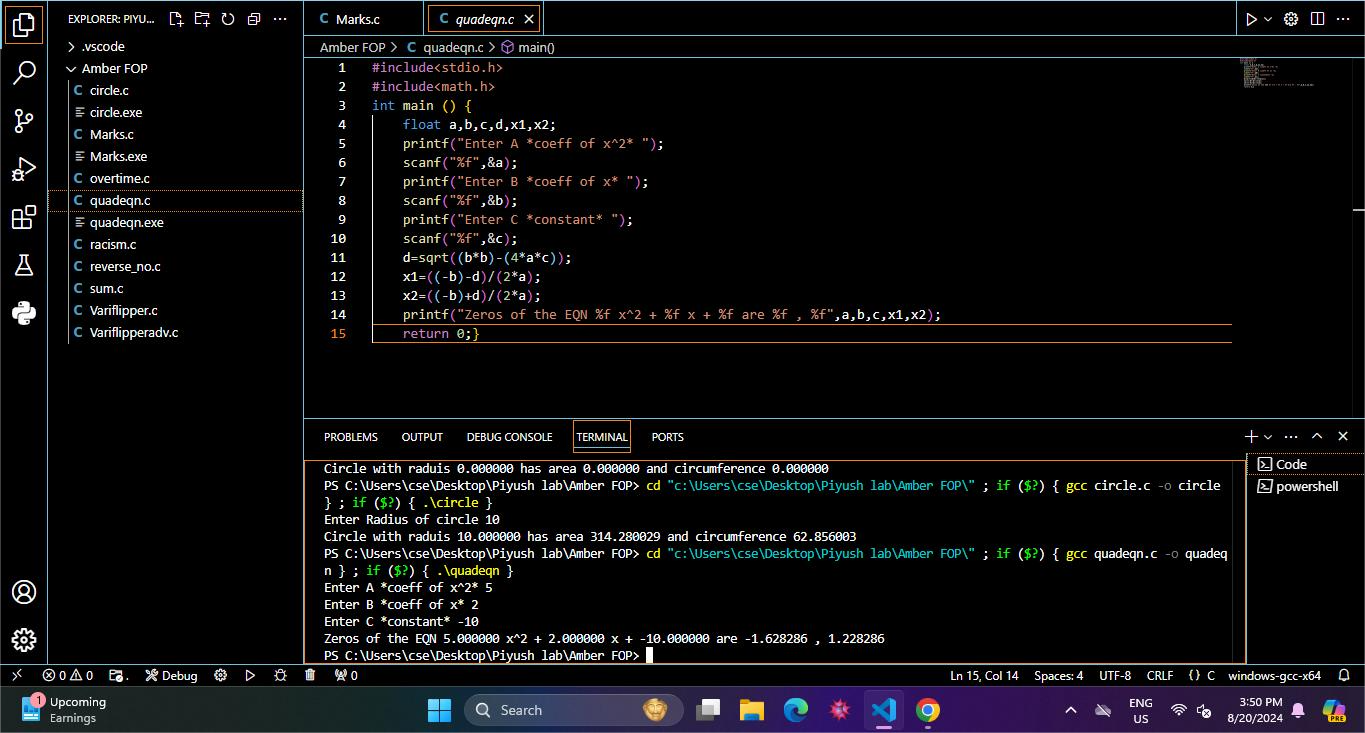 EXPLORER: PIYU...
.vscode
Amber FOP
C circle.c
circle.exe
C Marks.c
Marks.exe
C overtime.c
C quadeqn.c
quadeqn.exe
C racism.c
C reverse_no.c
C sum.c
C Variflipper.c
C Variflipperadv.c
C Marks.c C quadeqn.c
Amber FOP > C quadeqn.c > main()
1 #include<stdio.h>
2 #include<math.h>
3 int main () {
4 float a,b,c,d,x1,x2;
5 printf("Enter A *coeff of x^2* ");
6 scanf("%f",&a);
7 printf("Enter B *coeff of x* ");
8 scanf("%f",&b);
9 printf("Enter C *constant* ");
10 scanf("%f",&c);
11 d=sqrt((b*b)-(4*a*c));
12 x1=((-b)-d)/(2*a);
13 x2=((-b)+d)/(2*a);
14 printf("Zeros of the EQN %f x^2 + %f x + %f are %f , %f",a,b,c,x1,x2);
15 return 0;}
PROBLEMS OUTPUT DEBUG CONSOLE TERMINAL PORTS
Circle with raduis 0.000000 has area 0.000000 and circumference 0.000000
PS C:\Users\cse\Desktop\Piyush lab\Amber FOP> cd "c:\Users\cse\Desktop\Piyush lab\Amber FOP\" ; if ($?) { gcc circle.c -o circle
} ; if ($?) { .\circle }
Enter Radius of circle 10
Circle with raduis 10.000000 has area 314.280029 and circumference 62.856003
PS C:\Users\cse\Desktop\Piyush lab\Amber FOP> cd "c:\Users\cse\Desktop\Piyush lab\Amber FOP\" ; if ($?) { gcc quadeqn.c -o quadeq
n } ; if ($?) { .\quadeqn }
Enter A *coeff of x^2* 5
Enter B *coeff of x* 2
Enter C *constant* -10
Zeros of the EQN 5.000000 x^2 + 2.000000 x + -10.000000 are -1.628286 , 1.228286
PS C:\Users\cse\Desktop\Piyush lab\Amber FOP>
Code
powershell
0 0 Debug 0 Ln 15, Col 14 Spaces: 4 UTF-8 CRLF {} C windows-gcc-x64
1 Upcoming
Earnings
Search
ENG
US
3:50 PM
8/20/2024
PRE